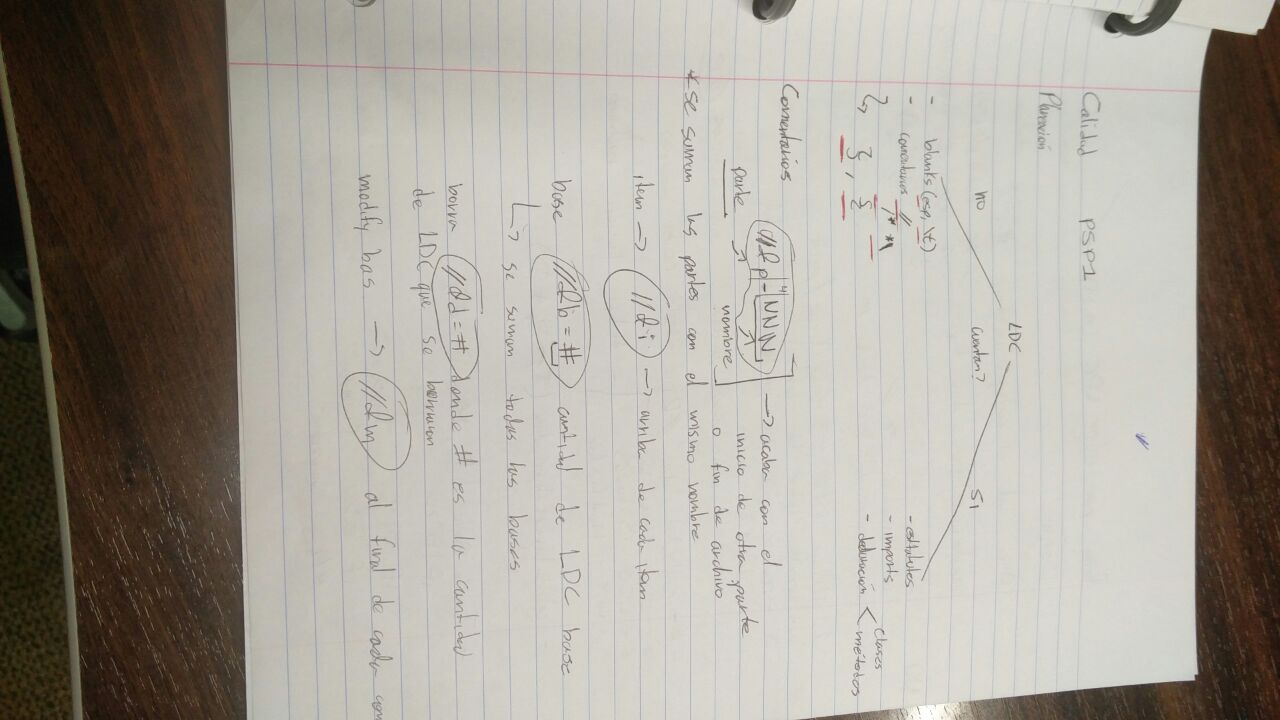 Calidad PSP1
Planeación
LDC
no cuentan? SI
- blanks (esp, \t)
- comentarios // /* *\
↳ } , {
- estatutos
- imports
- declaración < clases
métodos
Comentarios
//&p-NNN → acaba con el
parte nombre inicio de otra parte
o fin de archivo
* se suman las partes con el mismo nombre
item → //&i → arriba de cada item
base //&b=# cantidad de LDC base
↳ se suman todas las bases
borra //&d=# donde # es la cantidad
de LDC que se borraron
modify bas → //&m al final de cada